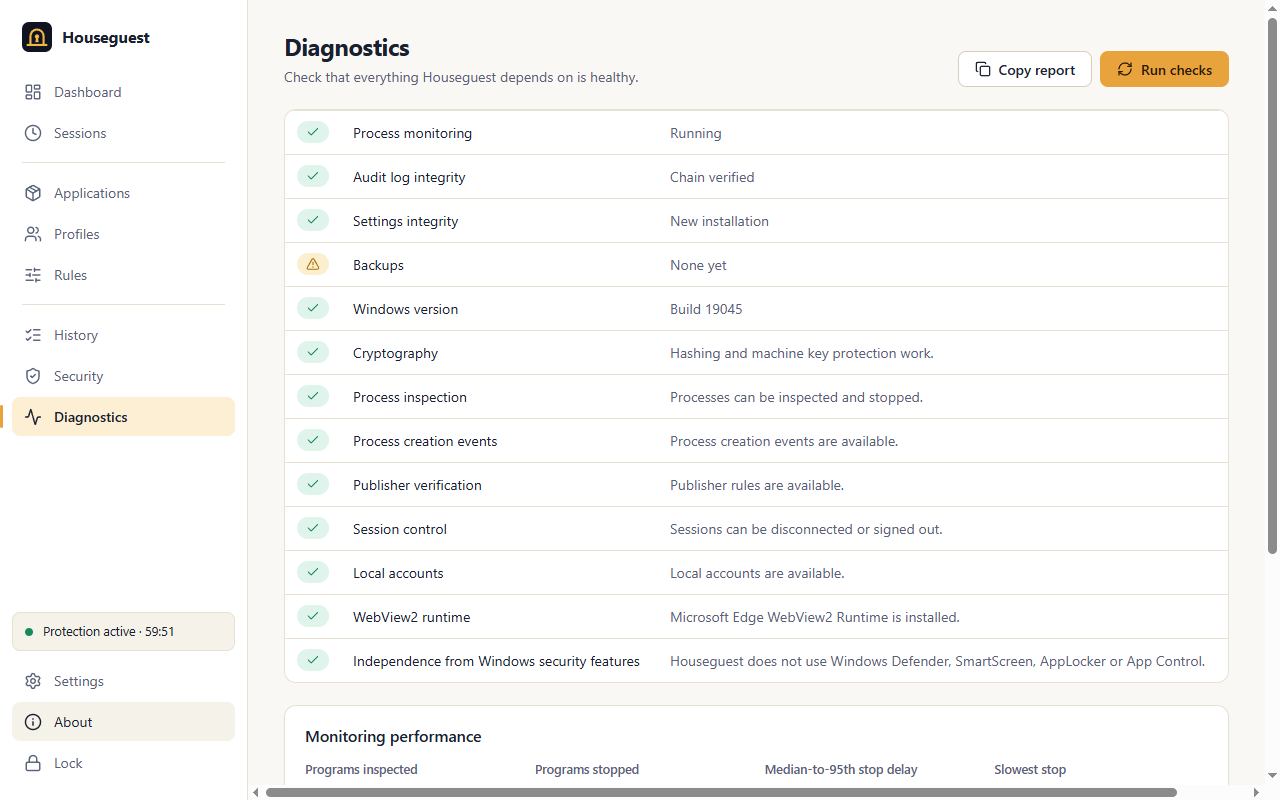 Houseguest
Dashboard
Sessions
Applications
Profiles
Rules
History
Security
Diagnostics
Protection active · 59:51
Settings
About
Lock
Diagnostics
Check that everything Houseguest depends on is healthy.
Copy report
Run checks
Process monitoring Running
Audit log integrity Chain verified
Settings integrity New installation
Backups None yet
Windows version Build 19045
Cryptography Hashing and machine key protection work.
Process inspection Processes can be inspected and stopped.
Process creation events Process creation events are available.
Publisher verification Publisher rules are available.
Session control Sessions can be disconnected or signed out.
Local accounts Local accounts are available.
WebView2 runtime Microsoft Edge WebView2 Runtime is installed.
Independence from Windows security features Houseguest does not use Windows Defender, SmartScreen, AppLocker or App Control.
Monitoring performance
Programs inspected Programs stopped Median-to-95th stop delay Slowest stop